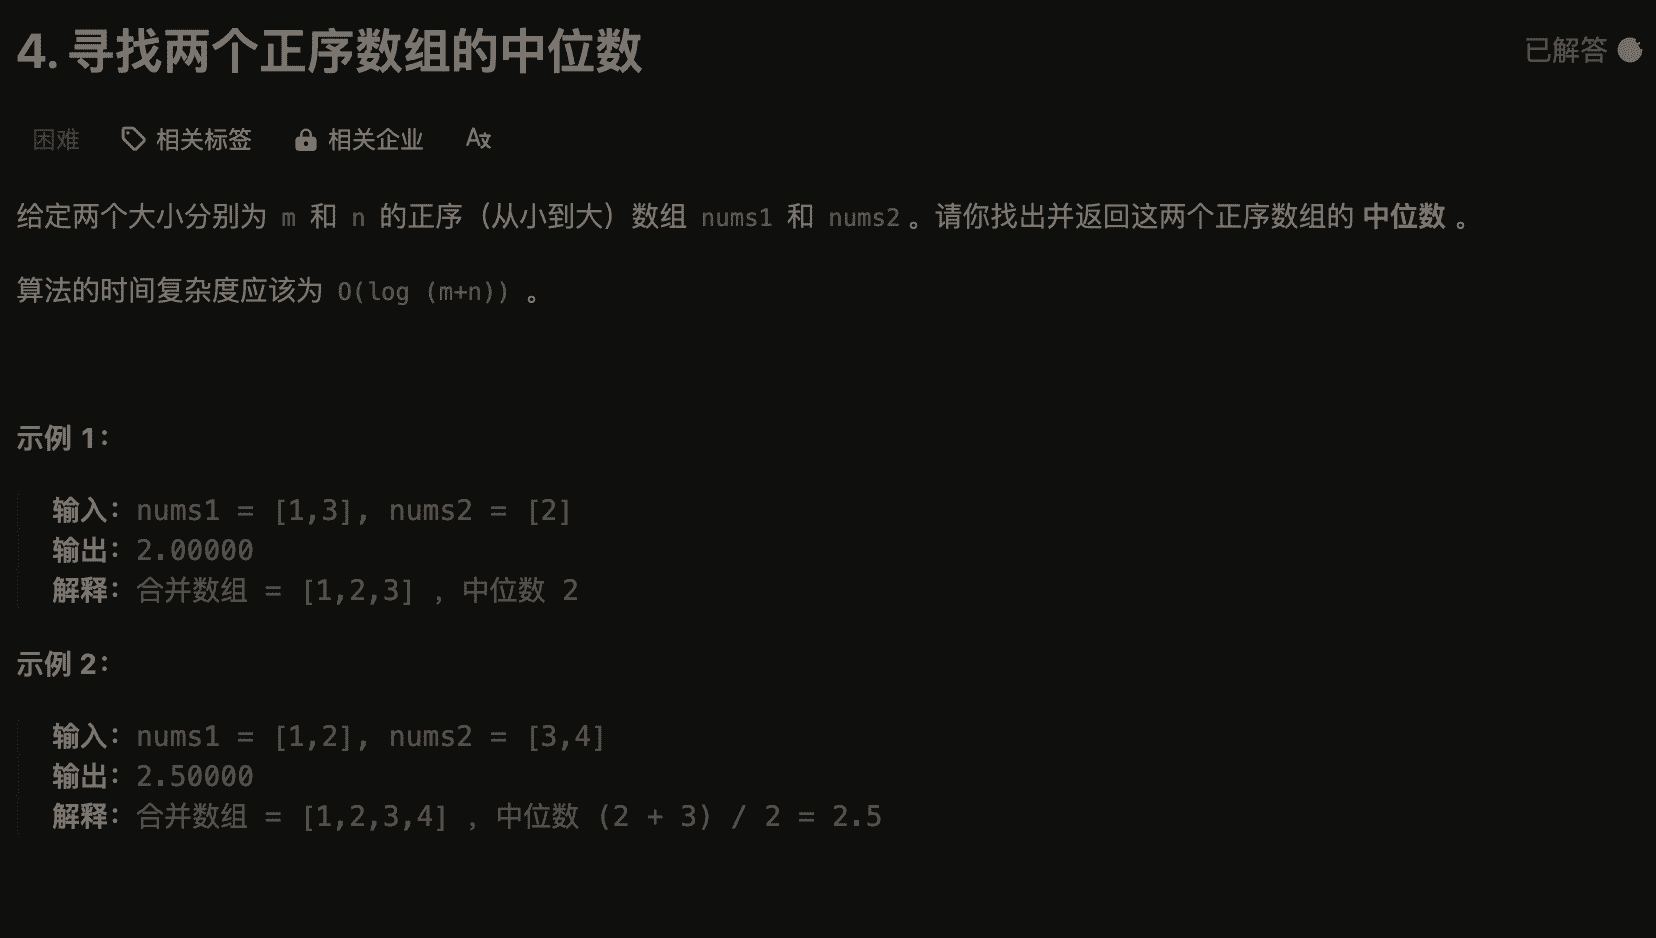 4. 寻找两个正序数组的中位数
已解答
困难 相关标签 相关企业
给定两个大小分别为 m 和 n 的正序（从小到大）数组 nums1 和 nums2。请你找出并返回这两个正序数组的 中位数 。
算法的时间复杂度应该为 O(log (m+n)) 。
示例 1：
输入：nums1 = [1,3], nums2 = [2]
输出：2.00000
解释：合并数组 = [1,2,3] ，中位数 2
示例 2：
输入：nums1 = [1,2], nums2 = [3,4]
输出：2.50000
解释：合并数组 = [1,2,3,4] ，中位数 (2 + 3) / 2 = 2.5